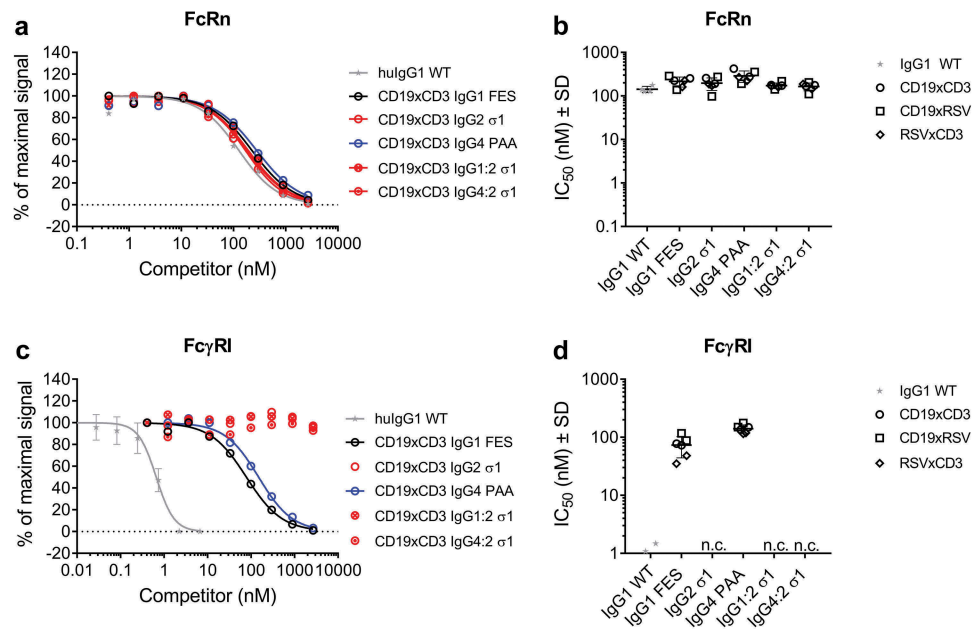 a
FcRn
% of maximal signal
140
120
100
80
60
40
20
0
-20
0.1
1
10
100
1000
10000
Competitor (nM)
huIgG1 WT
CD19xCD3 IgG1 FES
CD19xCD3 IgG2 σ1
CD19xCD3 IgG4 PAA
CD19xCD3 IgG1:2 σ1
CD19xCD3 IgG4:2 σ1
b
FcRn
IC50 (nM) ± SD
1000
100
10
1
0.1
IgG1 WT
IgG1 FES
IgG2 σ1
IgG4 PAA
IgG1:2 σ1
IgG4:2 σ1
IgG1 WT
CD19xCD3
CD19xRSV
RSVxCD3
c
FcγRI
% of maximal signal
140
120
100
80
60
40
20
0
20
0.01
0.1
1
10
100
1000
10000
Competitor (nM)
huIgG1 WT
CD19xCD3 IgG1 FES
CD19xCD3 IgG2 σ1
CD19xCD3 IgG4 PAA
CD19xCD3 IgG1:2 σ1
CD19xCD3 IgG4:2 σ1
d
FcγRI
IC50 (nM) ± SD
1000
100
10
1
n.c.
n.c.
n.c.
IgG1 WT
IgG1 FES
IgG2 σ1
IgG4 PAA
IgG1:2 σ1
IgG4:2 σ1
IgG1 WT
CD19xCD3
CD19xRSV
RSVxCD3